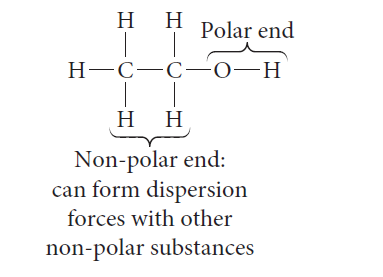 H H
Polar end
H—C—C—O—H
H H
Non-polar end:
can form dispersion
forces with other
non-polar substances